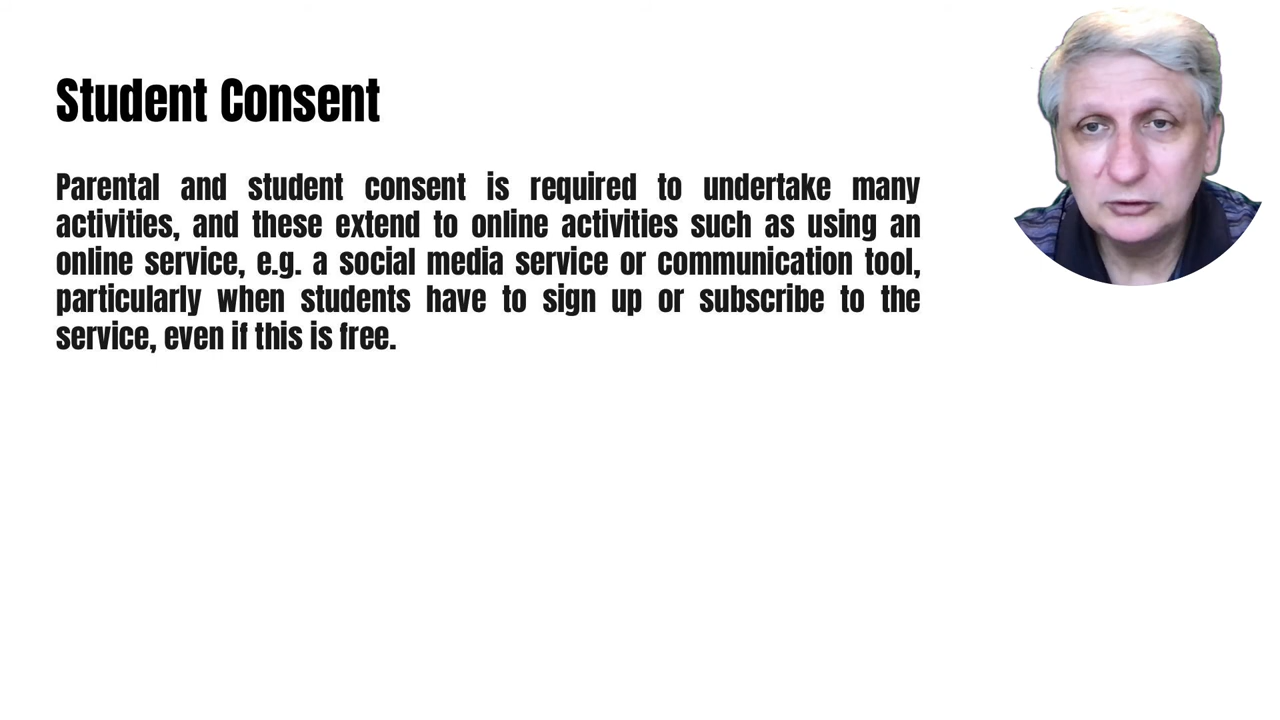 Student Consent
Parental and student consent is required to undertake many
activities, and these extend to online activities such as using an
online service, e.g. a social media service or communication tool,
particularly when students have to sign up or subscribe to the
service, even if this is free.